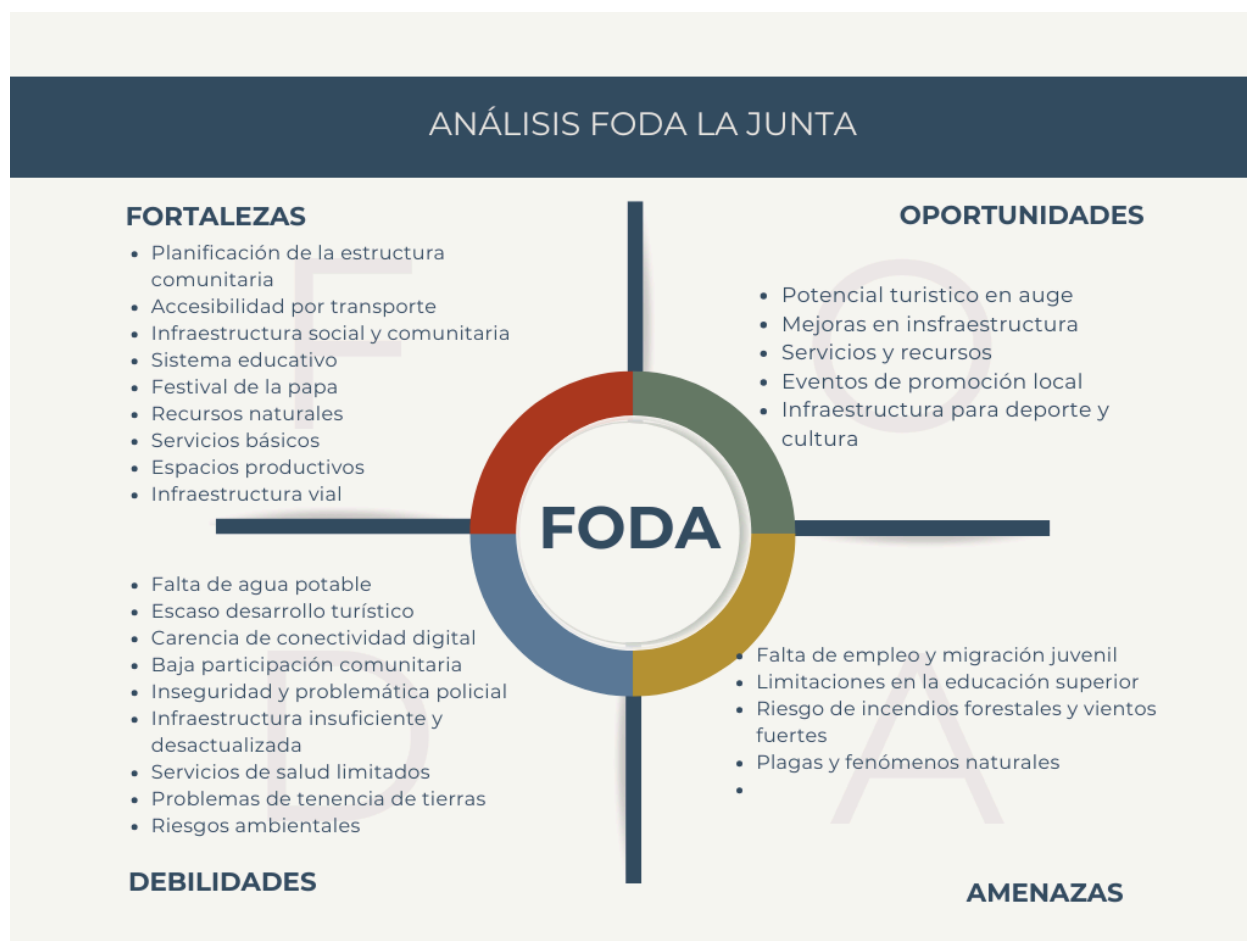 ANÁLISIS FODA LA JUNTA
FORTALEZAS
• Planificación de la estructura
comunitaria
• Accesibilidad por transporte
• Infraestructura social y comunitaria
• Sistema educativo
• Festival de la papa
• Recursos naturales
• Servicios básicos
• Espacios productivos
• Infraestructura vial
F
OPORTUNIDADES
• Potencial turistico en auge
• Mejoras en insfraestructura
• Servicios y recursos
• Eventos de promoción local
• Infraestructura para deporte y
cultura
O
FODA
• Falta de agua potable
• Escaso desarrollo turístico
• Carencia de conectividad digital
• Baja participación comunitaria
• Inseguridad y problemática policial
• Infraestructura insuficiente y
desactualizada
• Servicios de salud limitados
• Problemas de tenencia de tierras
• Riesgos ambientales
D
DEBILIDADES
• Falta de empleo y migración juvenil
• Limitaciones en la educación superior
• Riesgo de incendios forestales y vientos
fuertes
• Plagas y fenómenos naturales
•
A
AMENAZAS